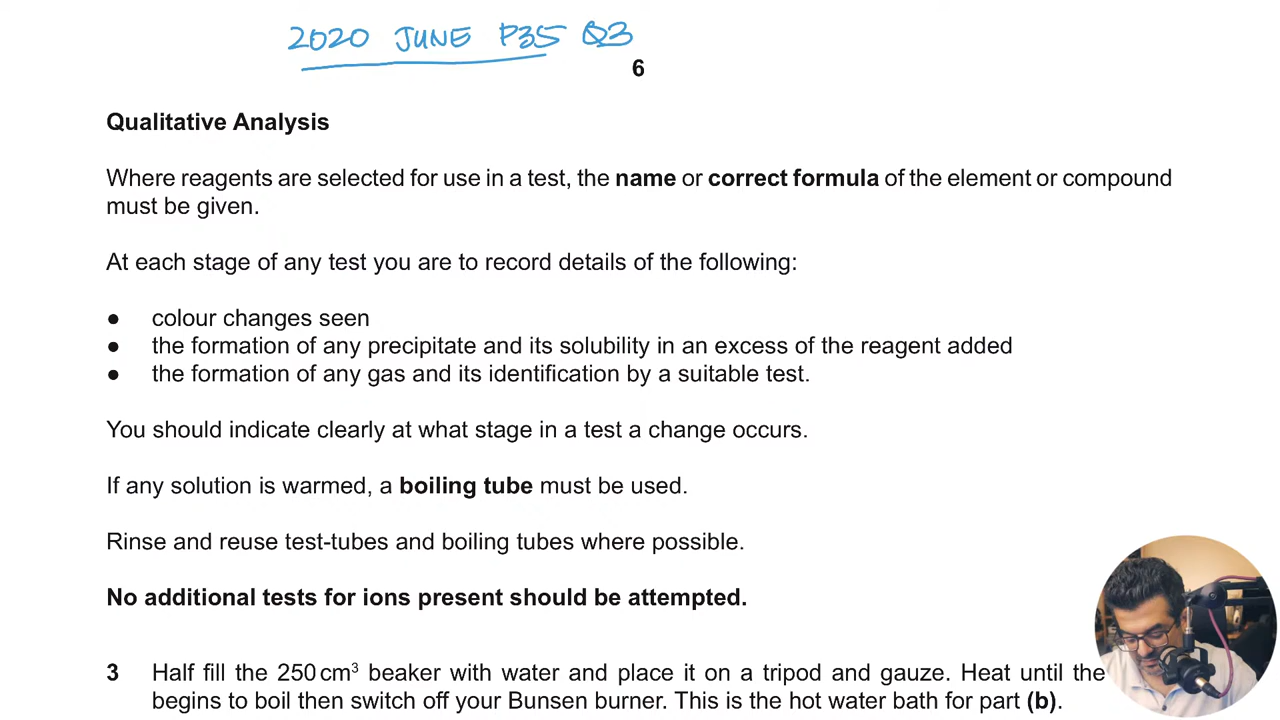 2020 JUNE P35 Q3
6
Qualitative Analysis
Where reagents are selected for use in a test, the name or correct formula of the element or compound
must be given.
At each stage of any test you are to record details of the following:
● colour changes seen
● the formation of any precipitate and its solubility in an excess of the reagent added
● the formation of any gas and its identification by a suitable test.
You should indicate clearly at what stage in a test a change occurs.
If any solution is warmed, a boiling tube must be used.
Rinse and reuse test-tubes and boiling tubes where possible.
No additional tests for ions present should be attempted.
3 Half fill the 250 cm³ beaker with water and place it on a tripod and gauze. Heat until the
begins to boil then switch off your Bunsen burner. This is the hot water bath for part (b).